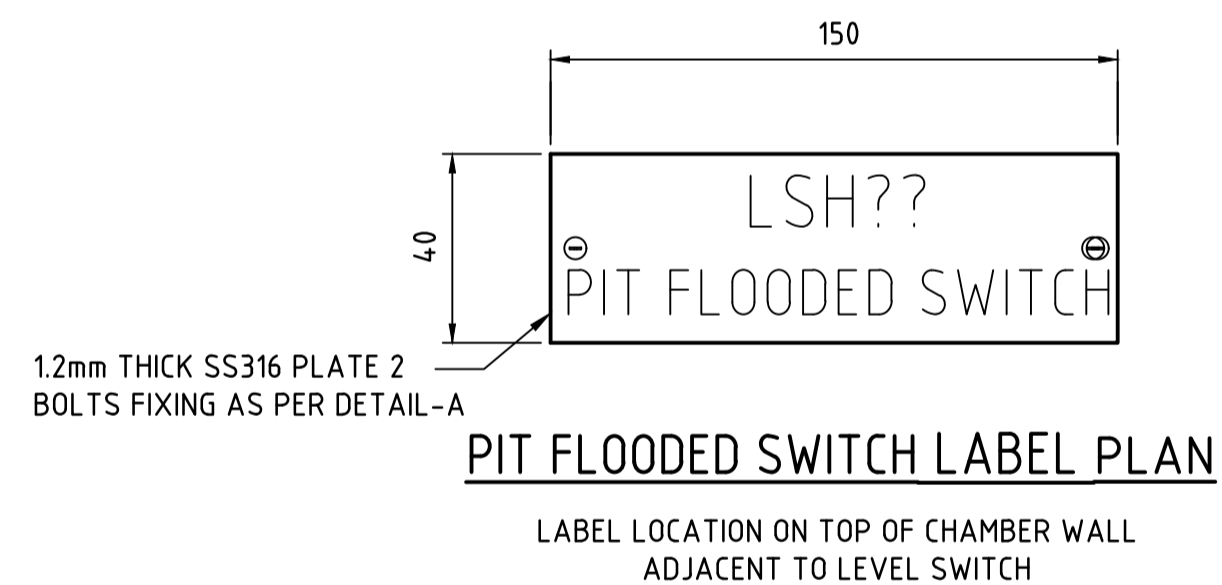 150
40
LSH??
PIT FLOODED SWITCH
1.2mm THICK SS316 PLATE 2
BOLTS FIXING AS PER DETAIL-A
PIT FLOODED SWITCH LABEL PLAN
LABEL LOCATION ON TOP OF CHAMBER WALL
ADJACENT TO LEVEL SWITCH